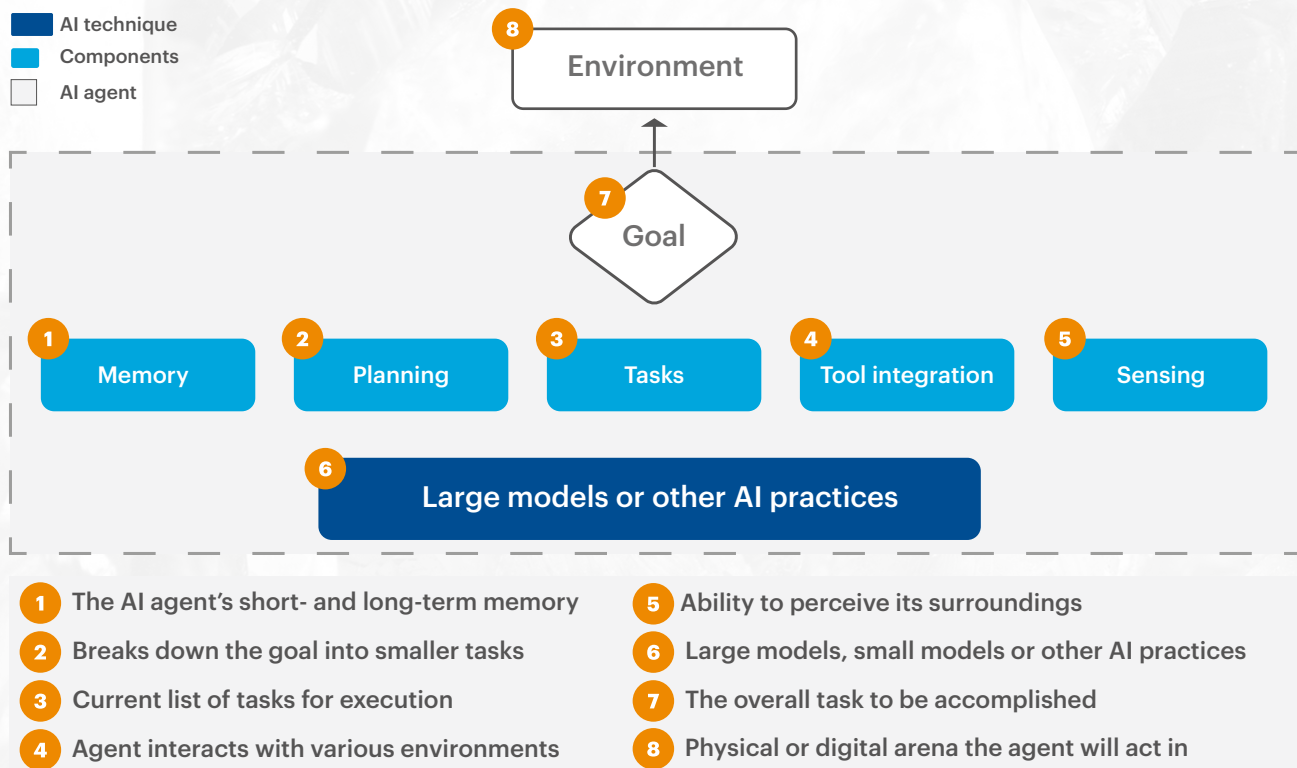 AI technique
Components
AI agent
8
Environment
7
Goal
1
Memory
2
Planning
3
Tasks
4
Tool integration
5
Sensing
6
Large models or other AI practices
1 The AI agent’s short- and long-term memory
2 Breaks down the goal into smaller tasks
3 Current list of tasks for execution
4 Agent interacts with various environments
5 Ability to perceive its surroundings
6 Large models, small models or other AI practices
7 The overall task to be accomplished
8 Physical or digital arena the agent will act in